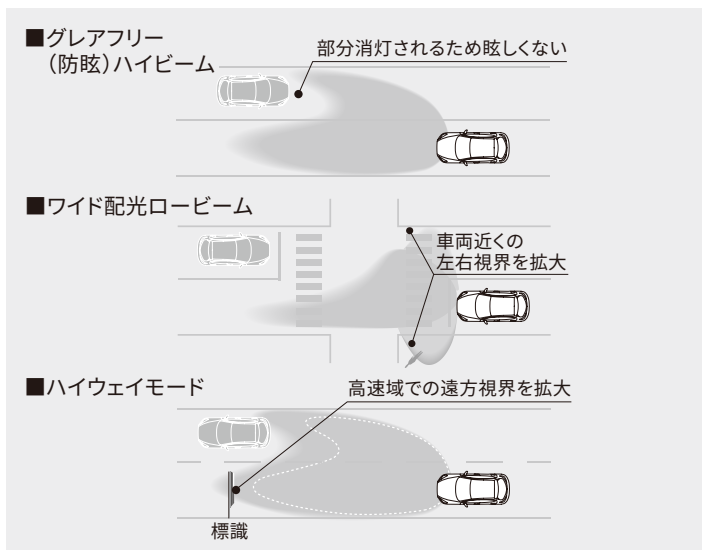 ■グレアフリー
（防眩）ハイビーム
部分消灯されるため眩しくない
■ワイド配光ロービーム
車両近くの
左右視界を拡大
■ハイウェイモード
高速域での遠方視界を拡大
標識